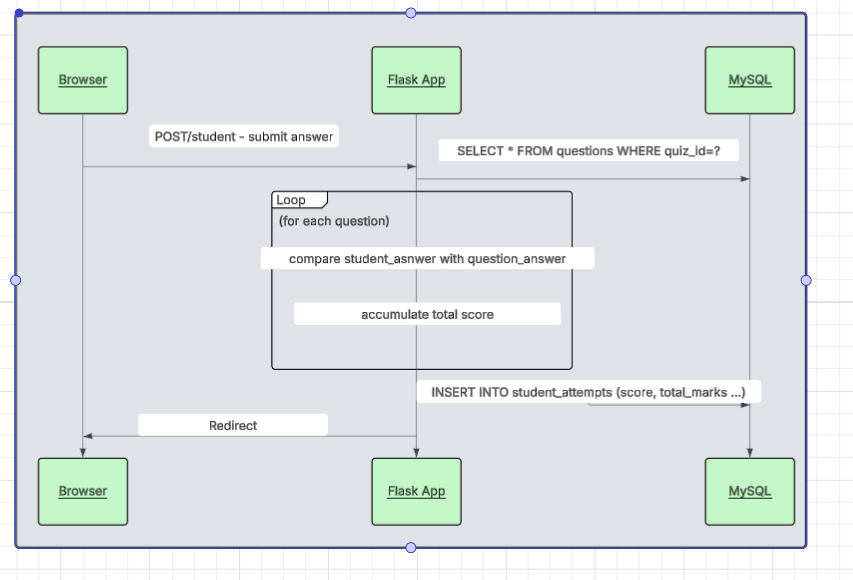 Browser
Flask App
MySQL
POST/student - submit answer
SELECT * FROM questions WHERE quiz_id=?
Loop
(for each question)
compare student_asnwer with question_answer
accumulate total score
INSERT INTO student_attempts (score, total_marks ...)
Redirect
Browser
Flask App
MySQL